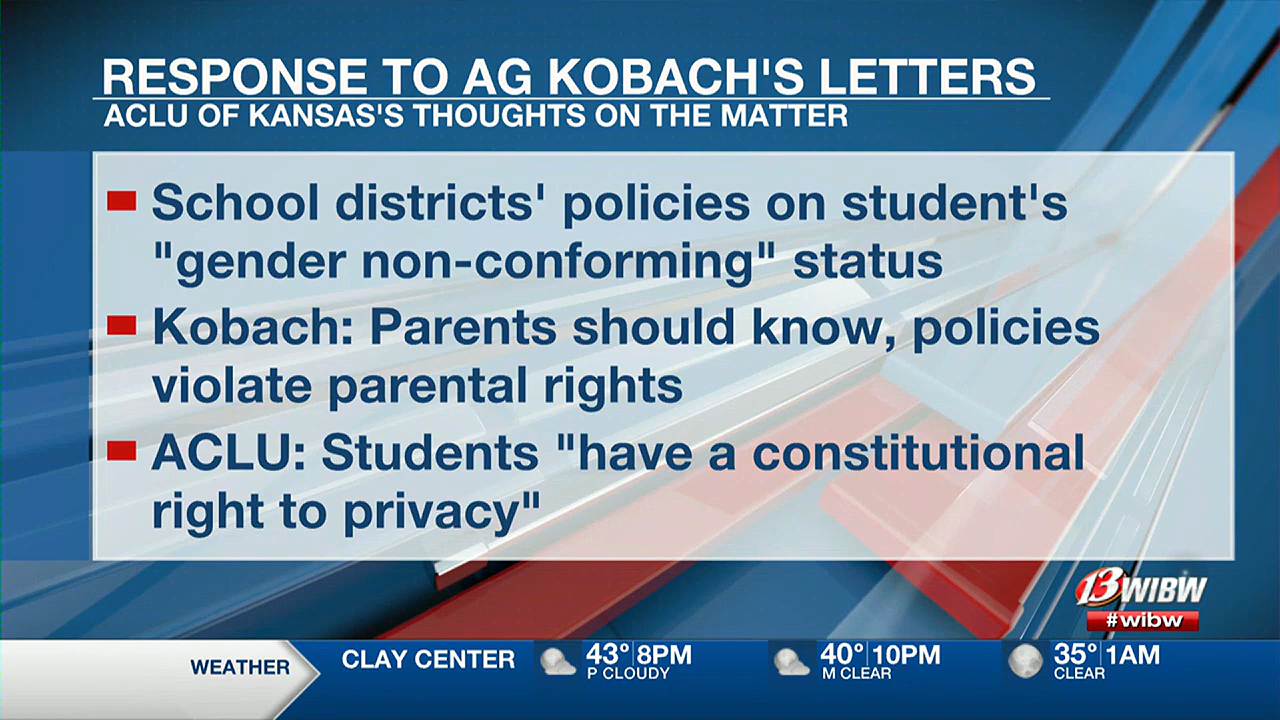 RESPONSE TO AG KOBACH'S LETTERS
ACLU OF KANSAS'S THOUGHTS ON THE MATTER
School districts' policies on student's
"gender non-conforming" status
Kobach: Parents should know, policies
violate parental rights
ACLU: Students "have a constitutional
right to privacy"
13 WIBW
#wibw
WEATHER CLAY CENTER 43° 8PM 40° 10PM 35° 1AM
P CLOUDY M CLEAR CLEAR